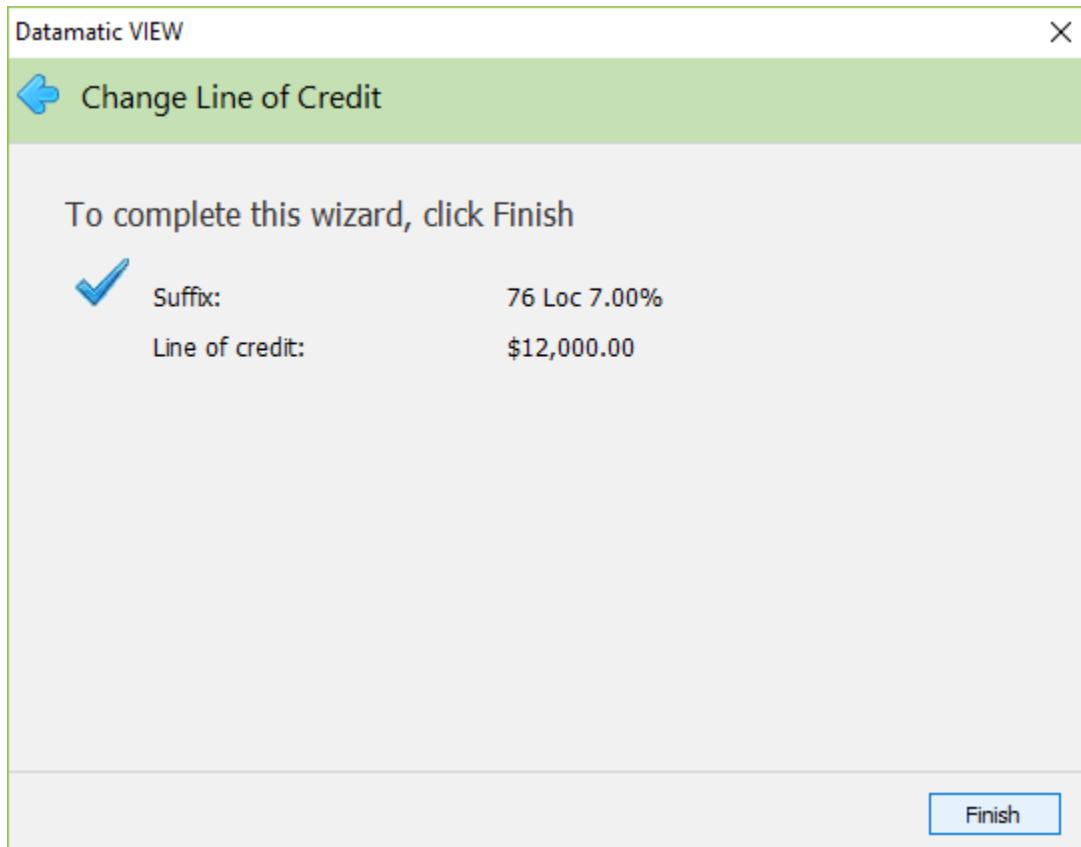 Datamatic VIEW
Change Line of Credit
To complete this wizard, click Finish
Suffix: 76 Loc 7.00%
Line of credit: $12,000.00
Finish